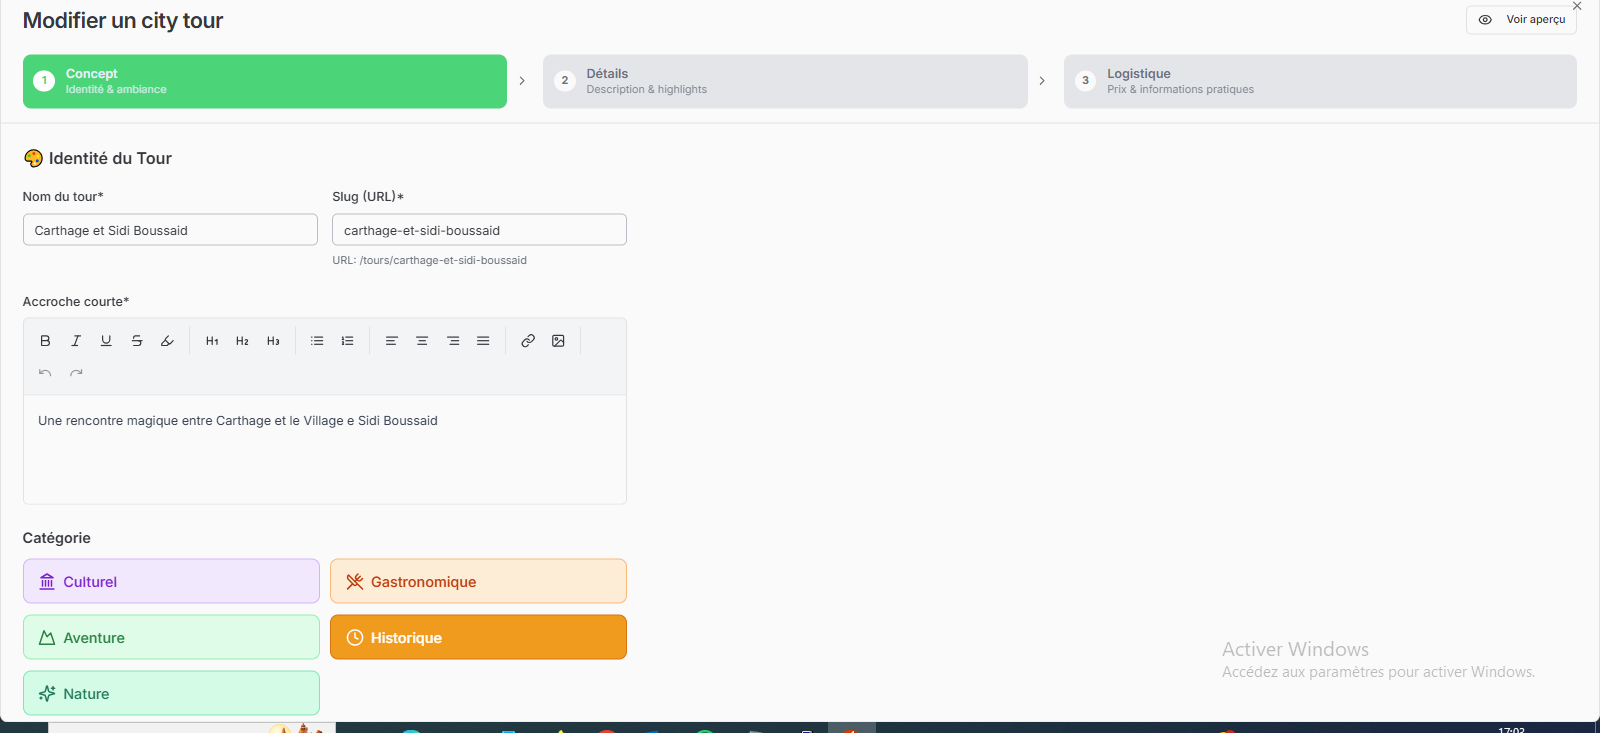 Modifier un city tour
Voir aperçu
1 Concept
Identité & ambiance
2 Détails
Description & highlights
3 Logistique
Prix & informations pratiques
Identité du Tour
Nom du tour* Slug (URL)*
Carthage et Sidi Boussaid carthage-et-sidi-boussaid
URL: /tours/carthage-et-sidi-boussaid
Accroche courte*
B I U S H1 H2 H3
Une rencontre magique entre Carthage et le Village e Sidi Boussaid
Catégorie
Culturel Gastronomique
Aventure Historique
Nature
Activer Windows
Accédez aux paramètres pour activer Windows.
17:02